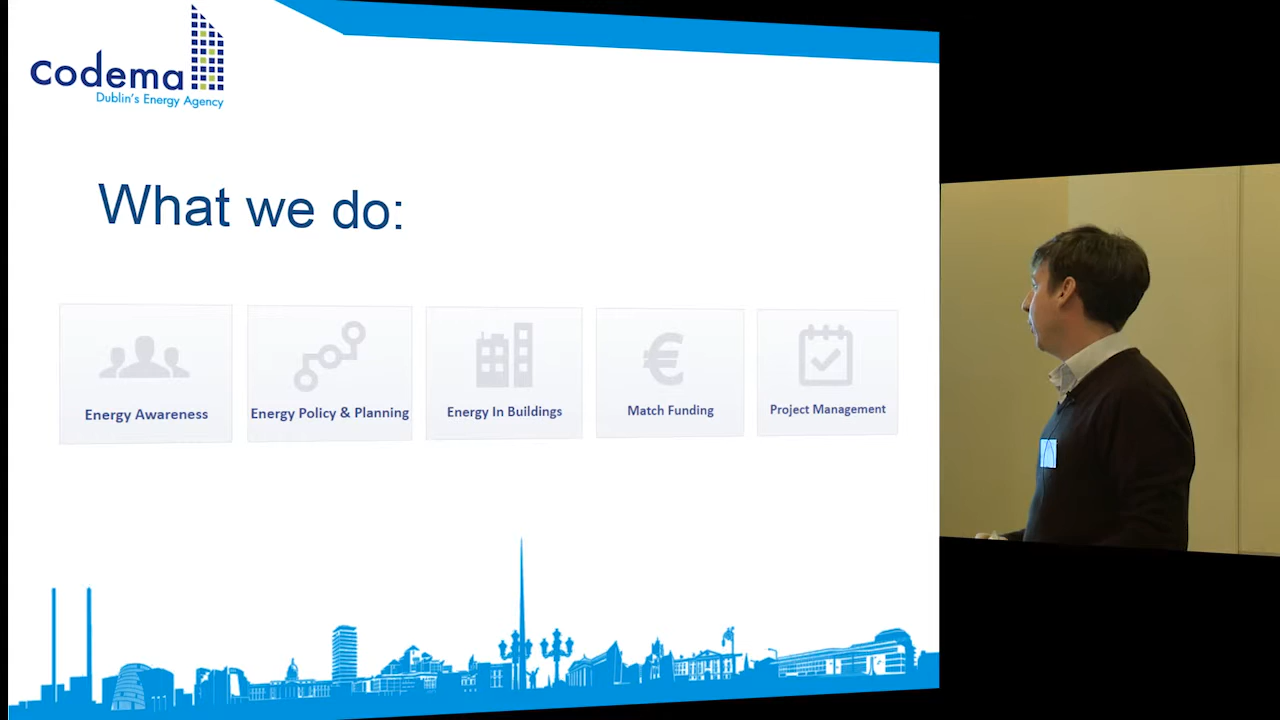 codema
Dublin's Energy Agency
What we do:
Energy Awareness
Energy Policy & Planning
Energy In Buildings
Match Funding
Project Management